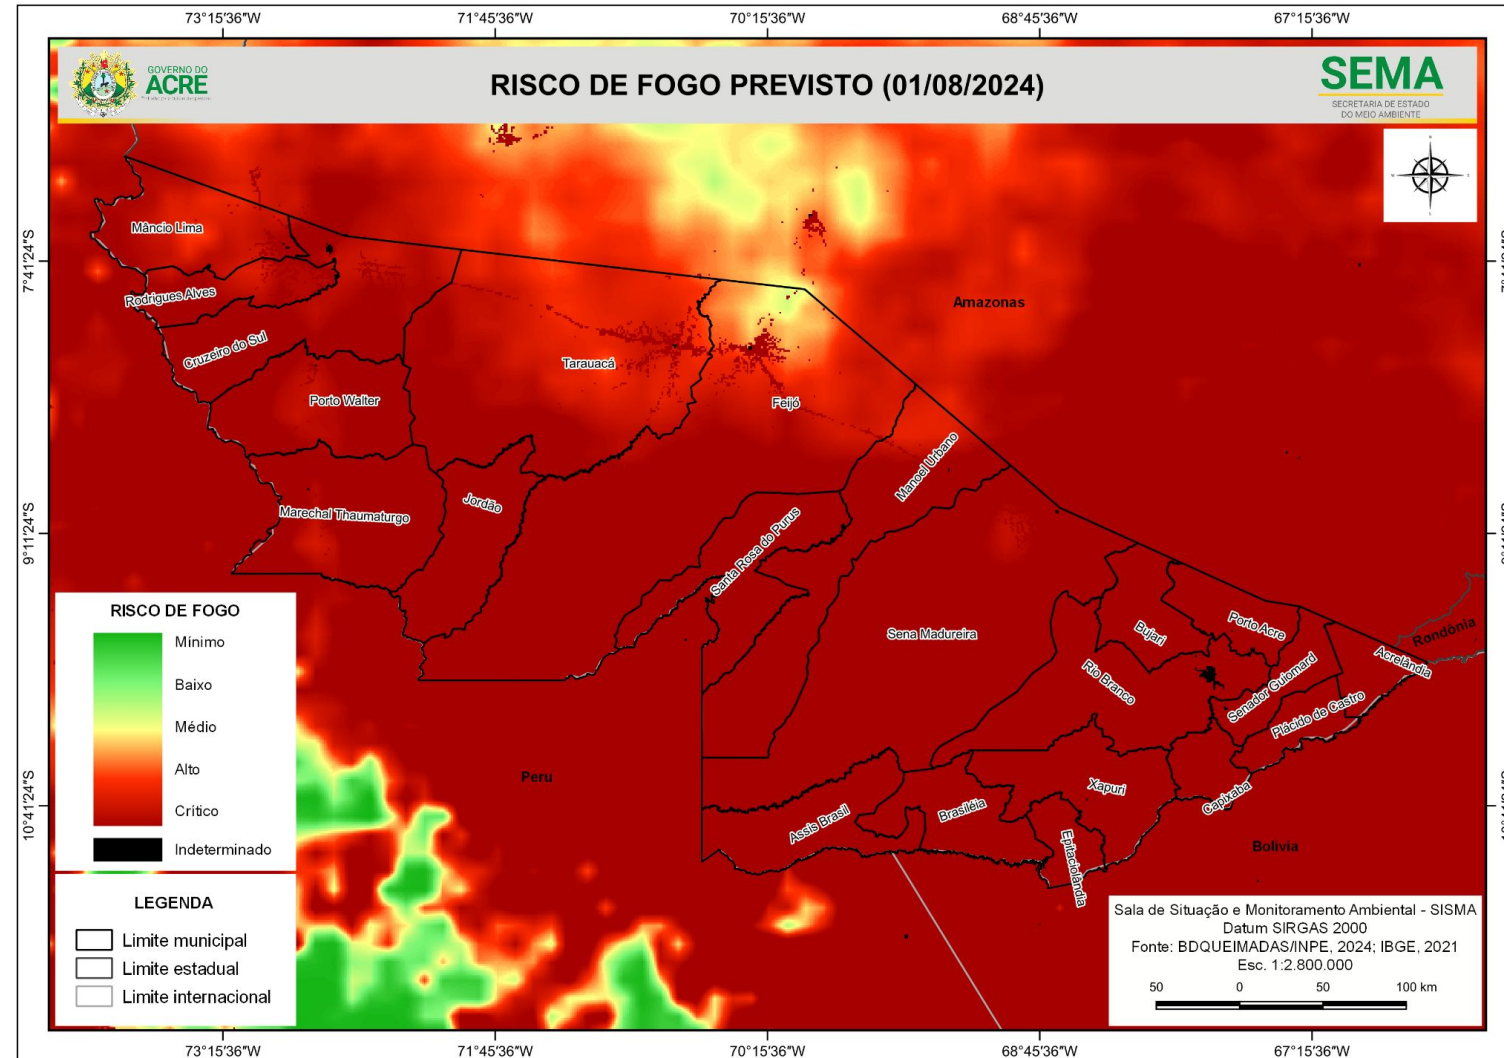 73°15'36"W 71°45'36"W 70°15'36"W 68°45'36"W 67°15'36"W
GOVERNO DO
ACRE
RISCO DE FOGO PREVISTO (01/08/2024)
SEMA
SECRETARIA DE ESTADO
DO MEIO AMBIENTE
7°41'24"S
9°11'24"S
10°41'24"S
Mâncio Lima
Rodrigues Alves
Cruzeiro do Sul
Porto Walter
Marechal Thaumaturgo
Jordão
Tarauacá
Feijó
Amazonas
Manoel Urbano
Santa Rosa do Purus
Sena Madureira
Bujari
Porto Acre
Rio Branco
Senador Guiomard
Acrelândia
Rondônia
Plácido de Castro
Capixaba
Xapuri
Brasiléia
Epitaciolândia
Assis Brasil
Peru
Bolivia
RISCO DE FOGO
Mínimo
Baixo
Médio
Alto
Crítico
Indeterminado
LEGENDA
Limite municipal
Limite estadual
Limite internacional
Sala de Situação e Monitoramento Ambiental - SISMA
Datum SIRGAS 2000
Fonte: BDQUEIMADAS/INPE, 2024; IBGE, 2021
Esc. 1:2.800.000
50 0 50 100 km
73°15'36"W 71°45'36"W 70°15'36"W 68°45'36"W 67°15'36"W